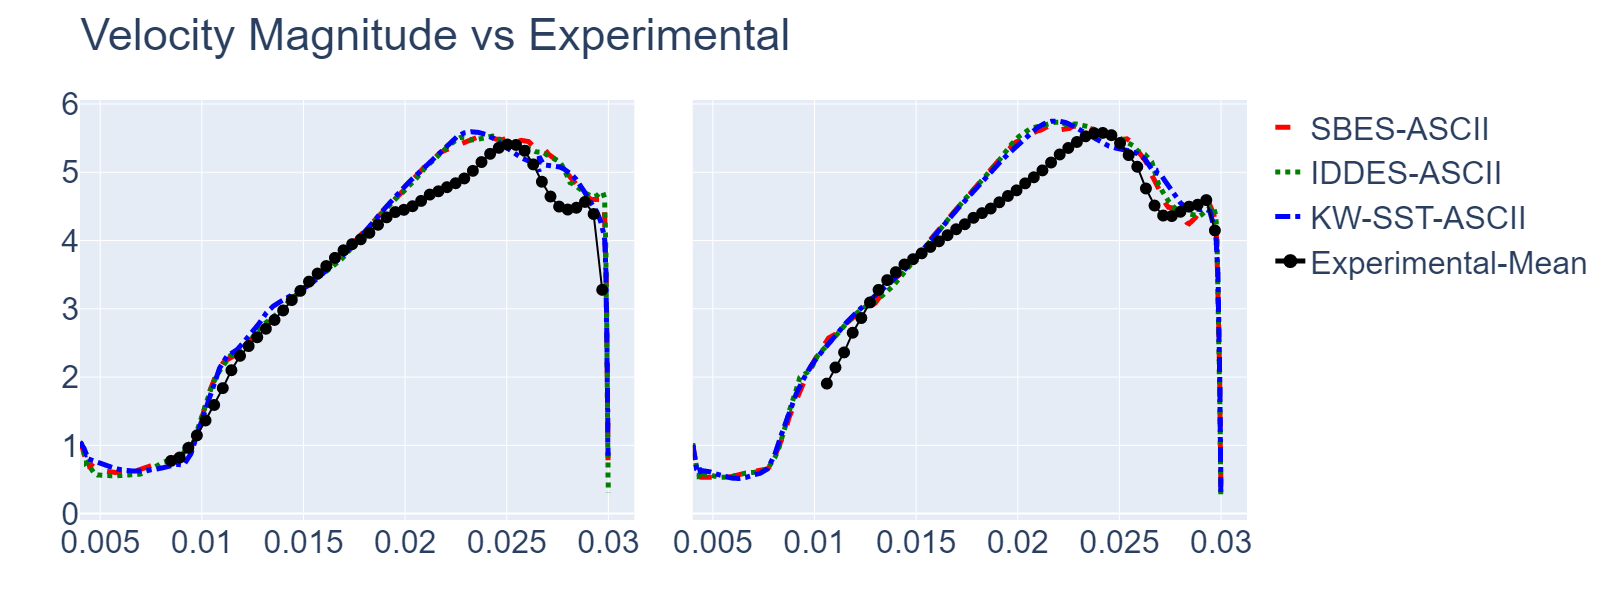 Velocity Magnitude vs Experimental
6
5
4
3
2
1
0
0.005 0.01 0.015 0.02 0.025 0.03
0.005 0.01 0.015 0.02 0.025 0.03
SBES-ASCII
IDDES-ASCII
KW-SST-ASCII
Experimental-Mean